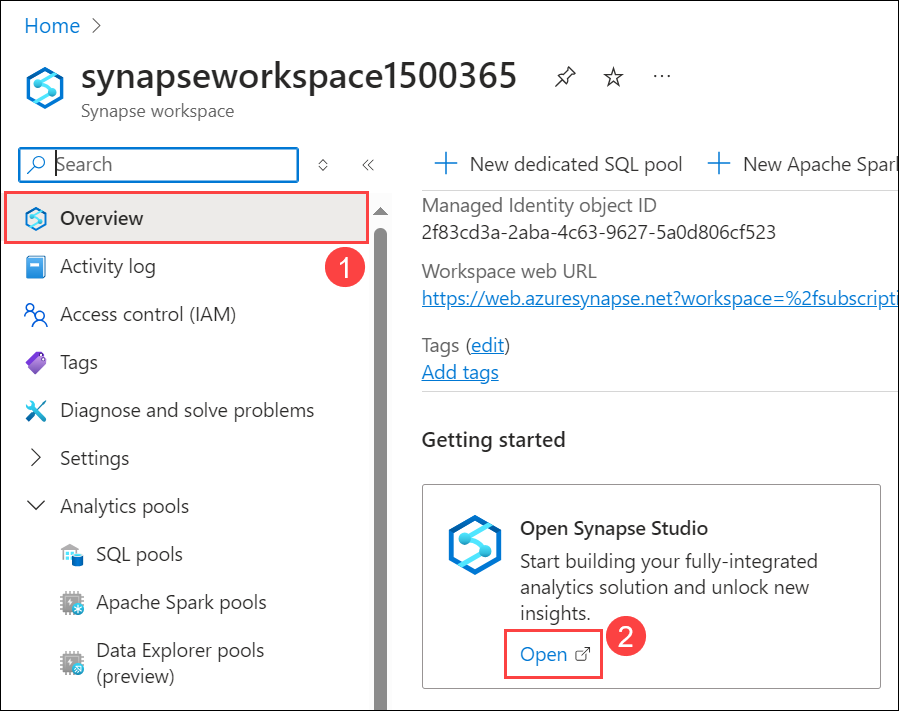 Home
synapseworkspace1500365
Synapse workspace
Search
Overview
1
Activity log
Access control (IAM)
Tags
Diagnose and solve problems
Settings
Analytics pools
SQL pools
Apache Spark pools
Data Explorer pools
(preview)
New dedicated SQL pool
New Apache Spark
Managed Identity object ID
2f83cd3a-2aba-4c63-9627-5a0d806cf523
Workspace web URL
https://web.azuresynapse.net?workspace=%2fsubscripti
Tags (edit)
Add tags
Getting started
Open Synapse Studio
Start building your fully-integrated
analytics solution and unlock new
insights.
Open
2